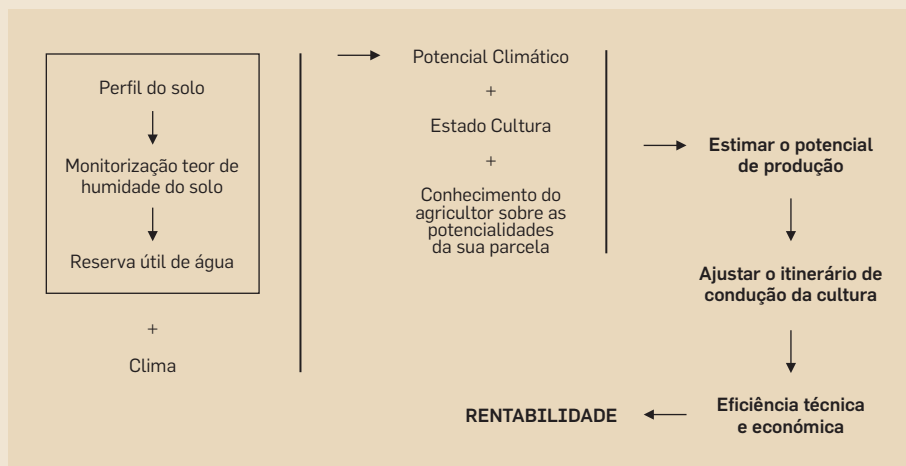 Perfil do solo
Monitorização teor de
humidade do solo
Reserva útil de água
+
Clima
Potencial Climático
+
Estado Cultura
+
Conhecimento do
agricultor sobre as
potencialidades
da sua parcela
Estimar o potencial
de produção
Ajustar o itinerário de
condução da cultura
Eficiência técnica
e económica
RENTABILIDADE